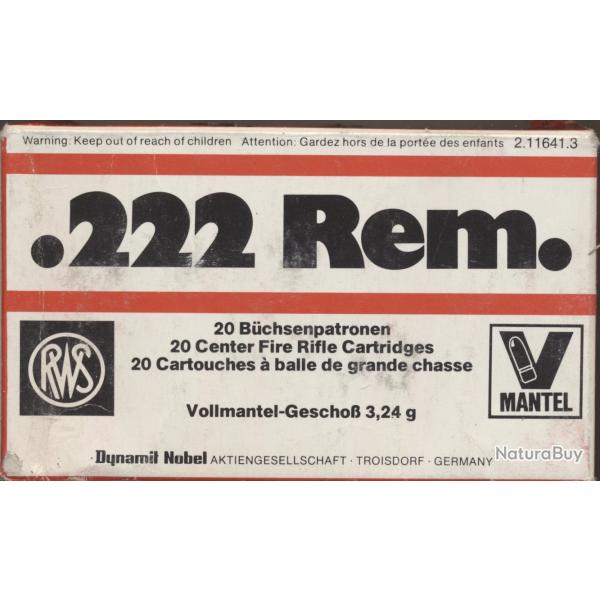 Warning: Keep out of reach of children Attention: Gardez hors de la portée des enfants 2.11641.3
.222 Rem.
20 Büchsenpatronen
20 Center Fire Rifle Cartridges
20 Cartouches à balle de grande chasse
RWS
V
MANTEL
Vollmantel-Geschoß 3,24 g
Dynamit Nobel AKTIENGESELLSCHAFT · TROISDORF · GERMANY
NaturaBuy